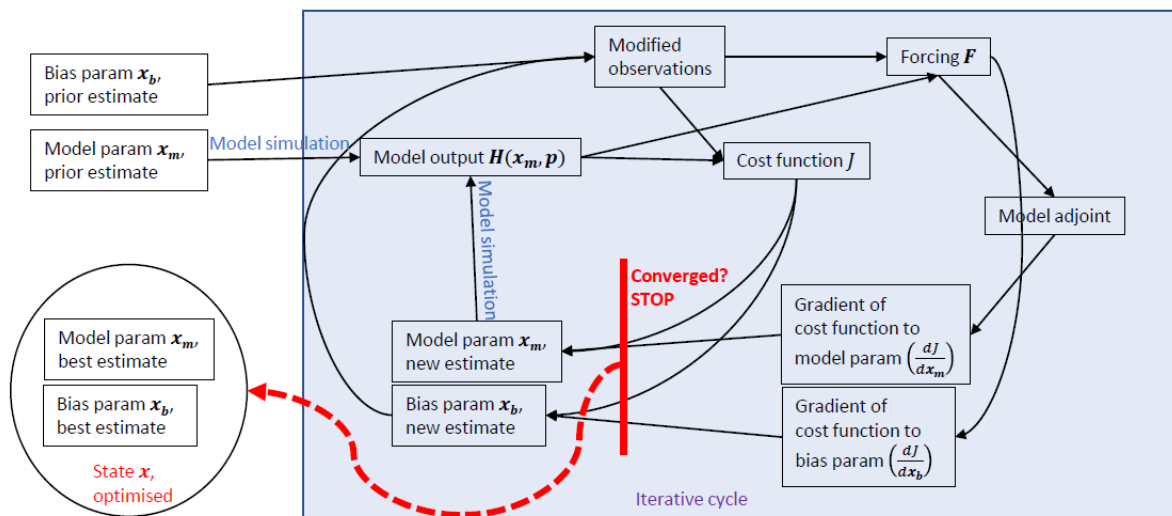 Bias param x_b,
prior estimate
Model param x_m,
prior estimate
Model simulation
Modified
observations
Forcing F
Model output H(x_m, p)
Cost function J
Model adjoint
Model simulation
Converged?
STOP
Gradient of
cost function to
model param (dJ/dx_m)
Model param x_m,
new estimate
Bias param x_b,
new estimate
Gradient of
cost function to
bias param (dJ/dx_b)
Model param x_m,
best estimate
Bias param x_b,
best estimate
State x,
optimised
Iterative cycle